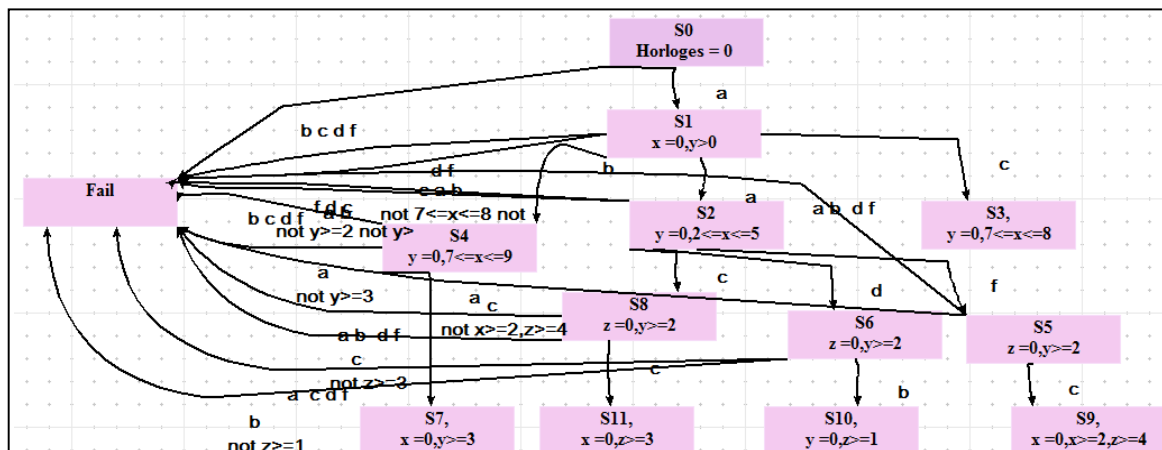 S0
Horloges = 0
a
S1
x =0,y>0
b c d f
b
c
d f
c a b
Fail
a
a b d f
S2
y =0,2<=x<=5
S3,
y =0,7<=x<=8
f d c
b c d f
a b
not 7<=x<=8 not
not y>=2 not y>
S4
y =0,7<=x<=9
a
c
d
f
not y>=3
a
c
S8
z =0,y>=2
S6
z =0,y>=2
S5
z =0,y>=2
not x>=2,z>=4
a b d f
c
c
not z>=3
a c d f
b
c
b
not z>=1
S7,
x =0,y>=3
S11,
x =0,z>=3
S10,
y =0,z>=1
S9,
x =0,x>=2,z>=4